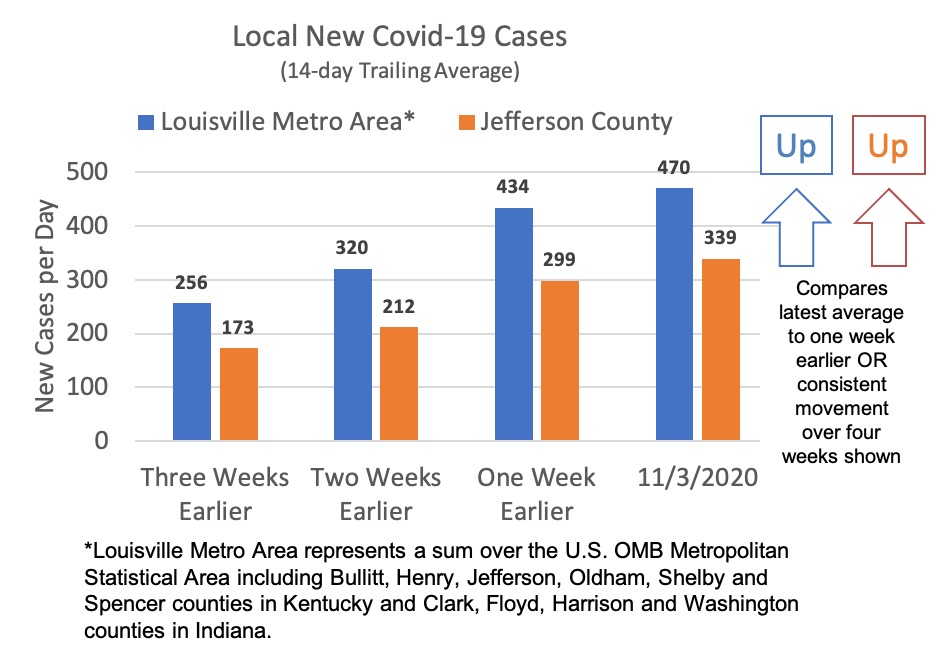 Local New Covid-19 Cases
(14-day Trailing Average)
Louisville Metro Area*
Jefferson County
Up
Up
New Cases per Day
500
400
300
200
100
0
256
173
320
212
434
299
470
339
Three Weeks
Earlier
Two Weeks
Earlier
One Week
Earlier
11/3/2020
Compares
latest average
to one week
earlier OR
consistent
movement
over four
weeks shown
*Louisville Metro Area represents a sum over the U.S. OMB Metropolitan
Statistical Area including Bullitt, Henry, Jefferson, Oldham, Shelby and
Spencer counties in Kentucky and Clark, Floyd, Harrison and Washington
counties in Indiana.